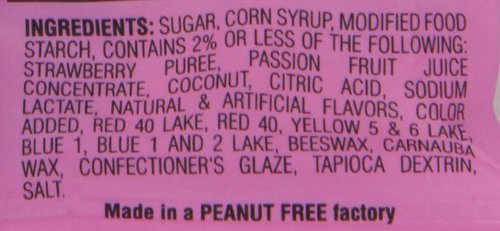 INGREDIENTS: SUGAR, CORN SYRUP, MODIFIED FOOD
STARCH, CONTAINS 2% OR LESS OF THE FOLLOWING:
STRAWBERRY PUREE, PASSION FRUIT JUICE
CONCENTRATE, COCONUT, CITRIC ACID, SODIUM
LACTATE, NATURAL & ARTIFICIAL FLAVORS, COLOR
ADDED, RED 40 LAKE, RED 40, YELLOW 5 & 6 LAKE,
BLUE 1, BLUE 1 AND 2 LAKE, BEESWAX, CARNAUBA
WAX, CONFECTIONER'S GLAZE, TAPIOCA DEXTRIN,
SALT.
Made in a PEANUT FREE factory